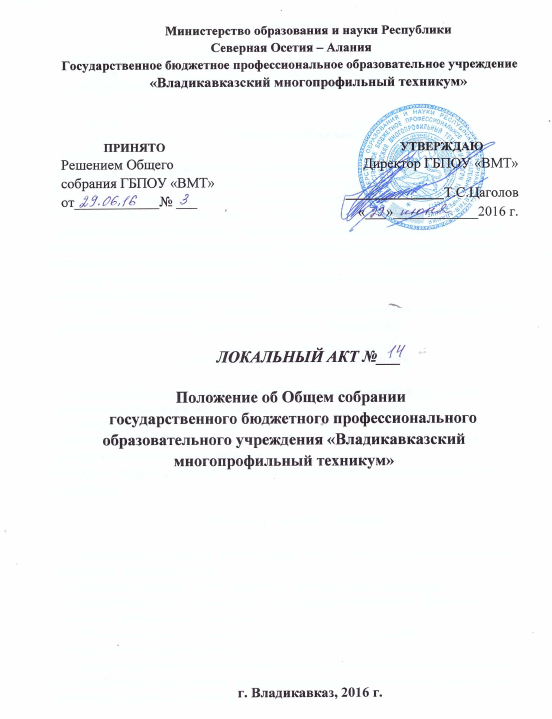 Министерство образования и науки Республики
Северная Осетия – Алания
Государственное бюджетное профессиональное образовательное учреждение
«Владикавказский многопрофильный техникум»
ПРИНЯТО
Решением Общего
собрания ГБПОУ «ВМТ»
от 29.06.16 № 3
УТВЕРЖДАЮ
Директор ГБПОУ «ВМТ»
Т.С.Цаголов
«29» июня 2016 г.
ЛОКАЛЬНЫЙ АКТ № 14
Положение об Общем собрании
государственного бюджетного профессионального
образовательного учреждения «Владикавказский
многопрофильный техникум»
г. Владикавказ, 2016 г.